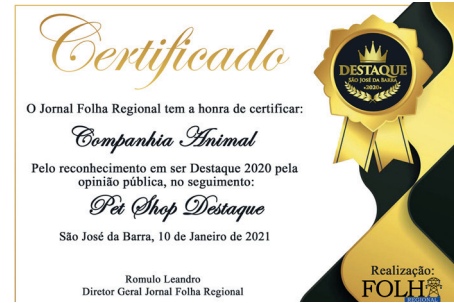 Certificado
DESTAQUE
SÃO JOSÉ DA BARRA
•2020•
O Jornal Folha Regional tem a honra de certificar:
Companhia Animal
Pelo reconhecimento em ser Destaque 2020 pela
opinião pública, no seguimento:
Pet Shop Destaque
São José da Barra, 10 de Janeiro de 2021
Romulo Leandro
Diretor Geral Jornal Folha Regional
Realização:
FOLHA
REGIONAL